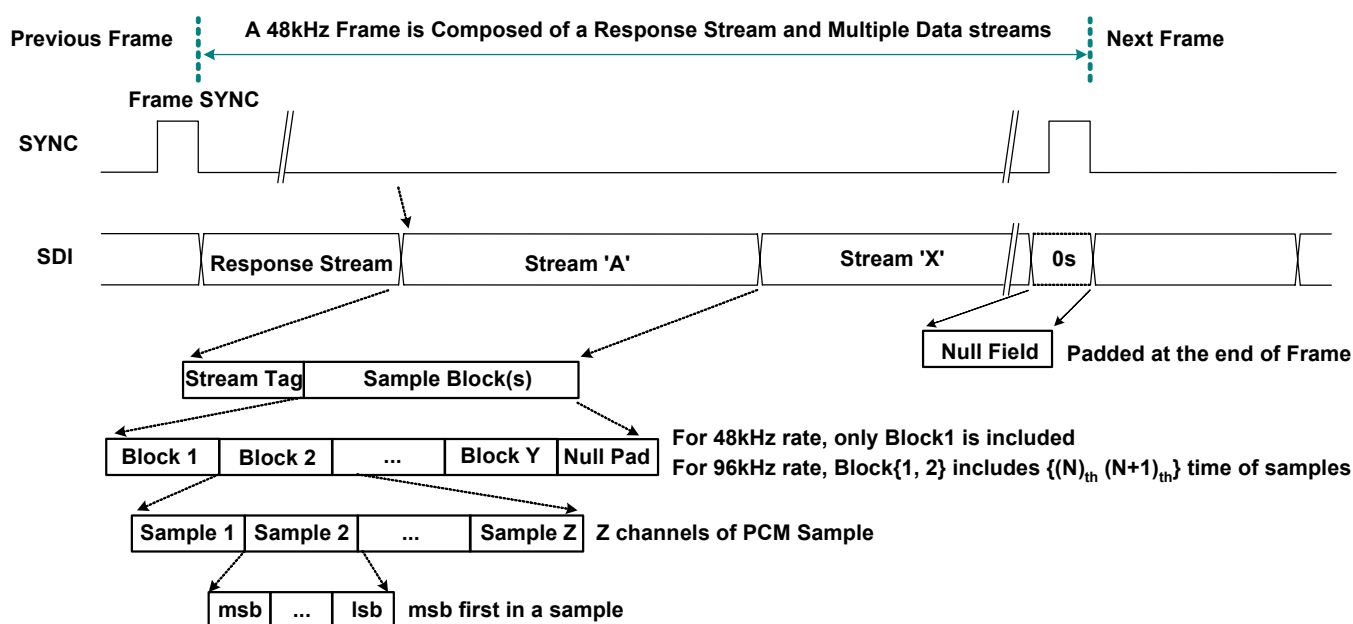 Previous Frame
A 48kHz Frame is Composed of a Response Stream and Multiple Data streams
Next Frame
Frame SYNC
SYNC
SDI
Response Stream
Stream 'A'
Stream 'X'
0s
Null Field
Padded at the end of Frame
Stream Tag
Sample Block(s)
Block 1
Block 2
...
Block Y
Null Pad
For 48kHz rate, only Block1 is included
For 96kHz rate, Block{1, 2} includes {(N)th (N+1)th} time of samples
Sample 1
Sample 2
...
Sample Z
Z channels of PCM Sample
msb
...
lsb
msb first in a sample